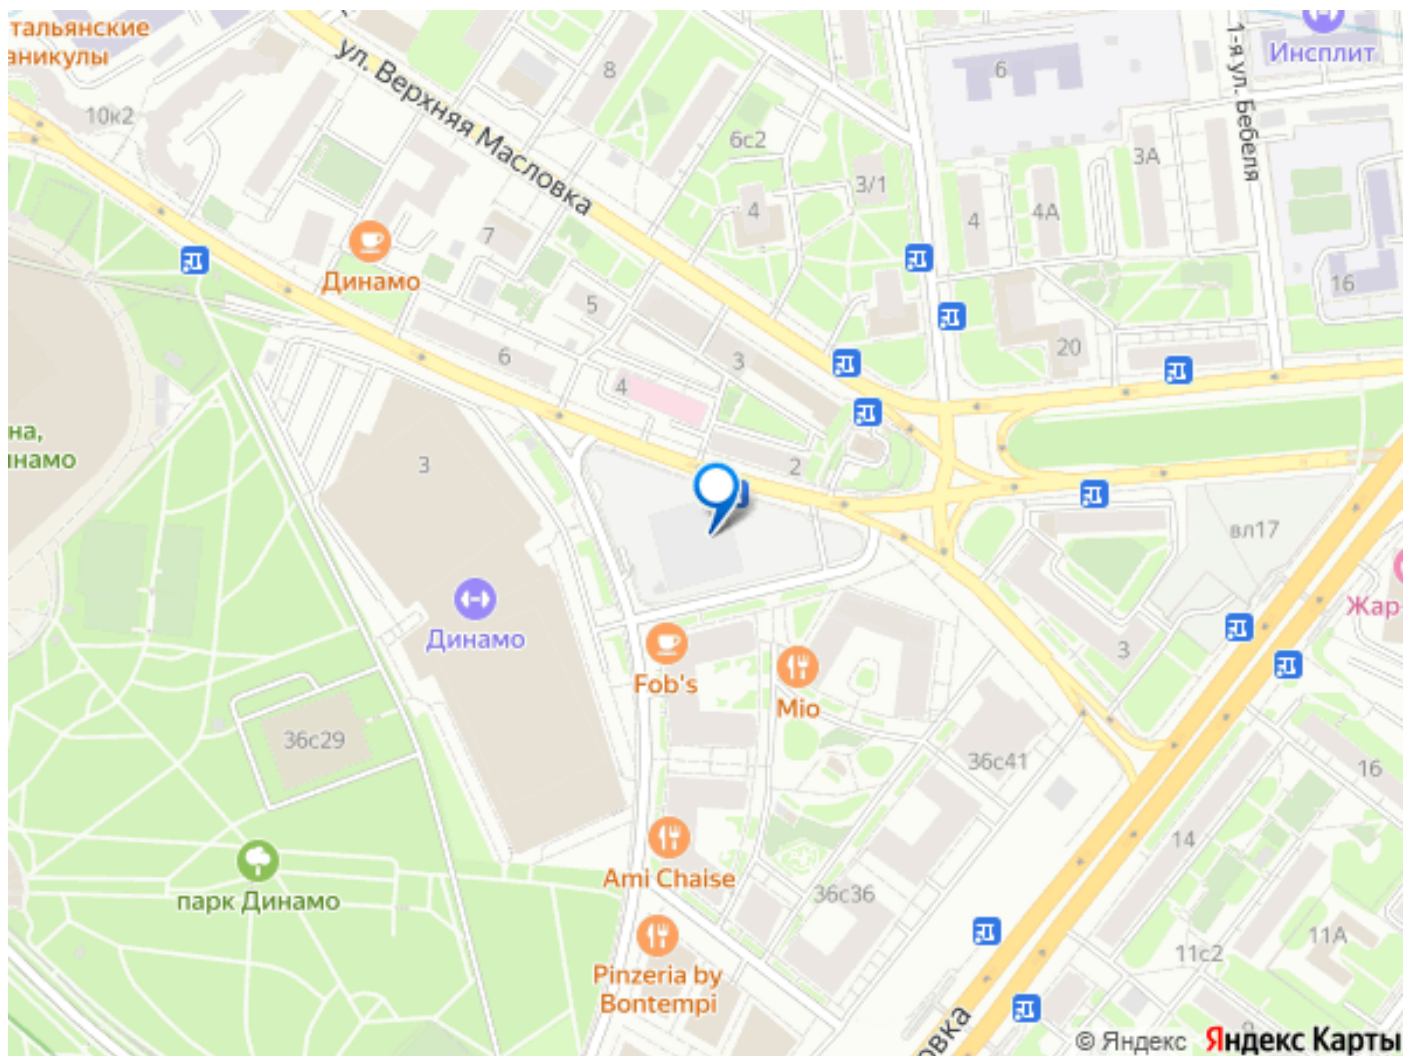 тальянские
аникулы
10к2
ул. Верхняя Масловка
8
6
1-я ул. Бебеля
Инсплит
6с2
3А
3/1
4
4
4А
7
Динамо
5
16
20
6
3
4
на,
инамо
3
2
вл17
Динамо
Жар-
3
Fob's
Mio
36с29
36с41
16
14
парк Динамо
Ami Chaise
36с36
11А
11с2
Pinzeria by
Bontempi
овка
© Яндекс Яндекс Карты